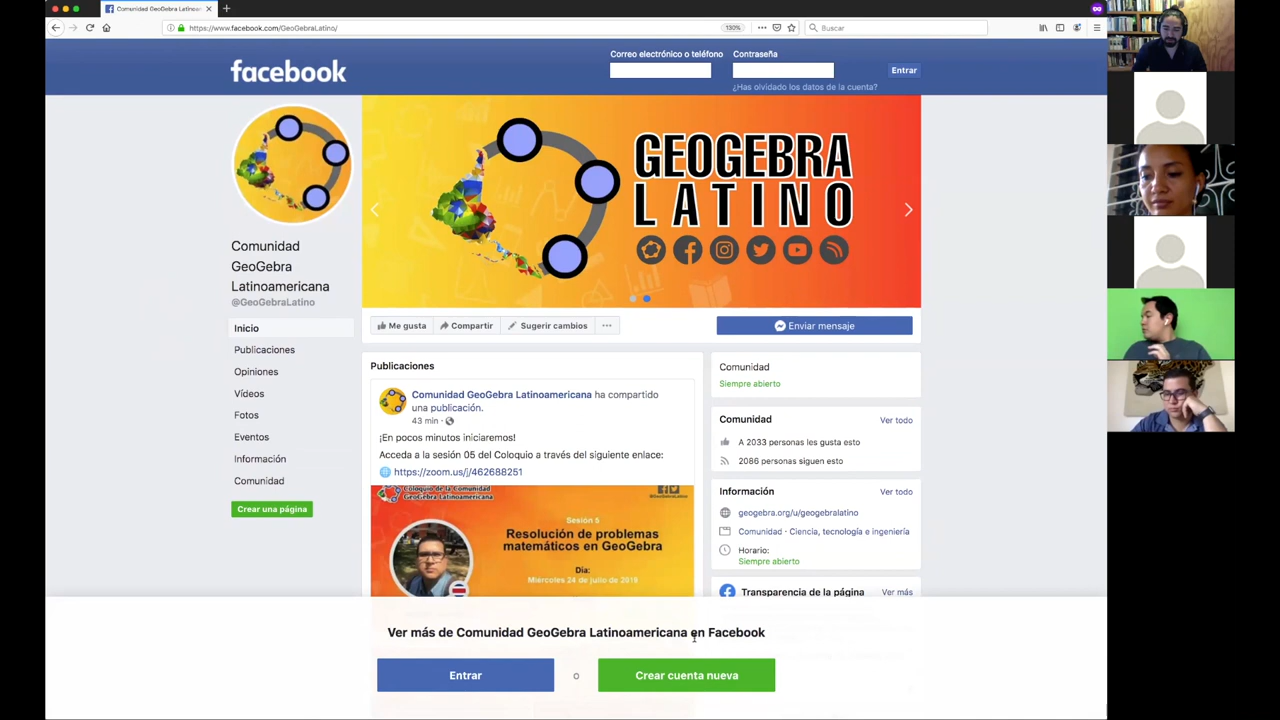 Comunidad GeoGebra Latinoam
https://www.facebook.com/GeoGebraLatino/
130%
Buscar
facebook
Correo electrónico o teléfono
Contraseña
Entrar
¿Has olvidado los datos de la cuenta?
GEOGEBRA
LATINO
Comunidad
GeoGebra
Latinoamericana
@GeoGebraLatino
Inicio
Publicaciones
Opiniones
Vídeos
Fotos
Eventos
Información
Comunidad
Crear una página
Me gusta
Compartir
Sugerir cambios
Enviar mensaje
Publicaciones
Comunidad GeoGebra Latinoamericana ha compartido
una publicación.
43 min
¡En pocos minutos iniciaremos!
Acceda a la sesión 05 del Coloquio a través del siguiente enlace:
https://zoom.us/j/462688251
Coloquio de la Comunidad
GeoGebra Latinoamericana
@GeoGebraLatino
Sesión 5
Resolución de problemas
matemáticos en GeoGebra
Día:
Miércoles 24 de julio de 2019
Comunidad
Siempre abierto
Comunidad
Ver todo
A 2033 personas les gusta esto
2086 personas siguen esto
Información
Ver todo
geogebra.org/u/geogebralatino
Comunidad · Ciencia, tecnología e ingeniería
Horario:
Siempre abierto
Transparencia de la página
Ver más
Ver más de Comunidad GeoGebra Latinoamericana en Facebook
Entrar
o
Crear cuenta nueva